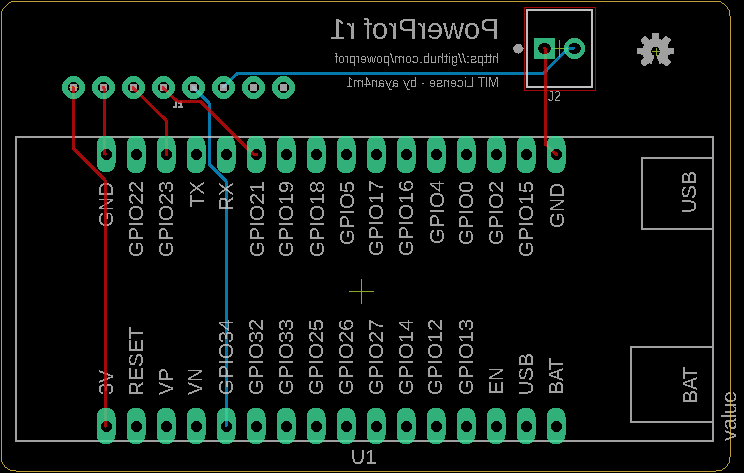 PowerProf r1
https://github.com/powerprof
MIT License - by ayan4m1
J2
J1
GND
GPIO22
GPIO23
TX
RX
GPIO21
GPIO19
GPIO18
GPIO5
GPIO17
GPIO16
GPIO4
GPIO0
GPIO2
GPIO15
GND
USB
3V
RESET
VP
VN
GPIO34
GPIO32
GPIO33
GPIO25
GPIO26
GPIO27
GPIO14
GPIO12
GPIO13
EN
USB
BAT
BAT
value
U1